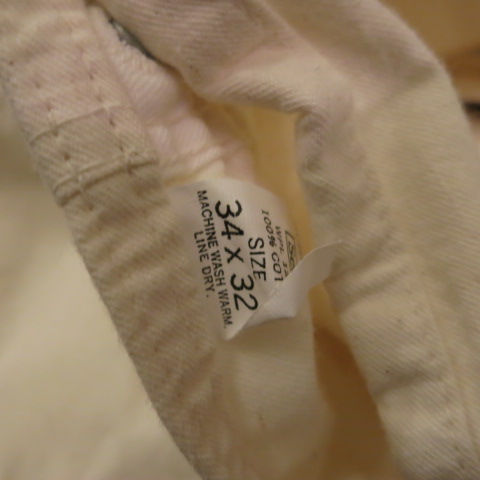 100% COT
SIZE
34 X 32
MACHINE WASH WARM.
LINE DRY.